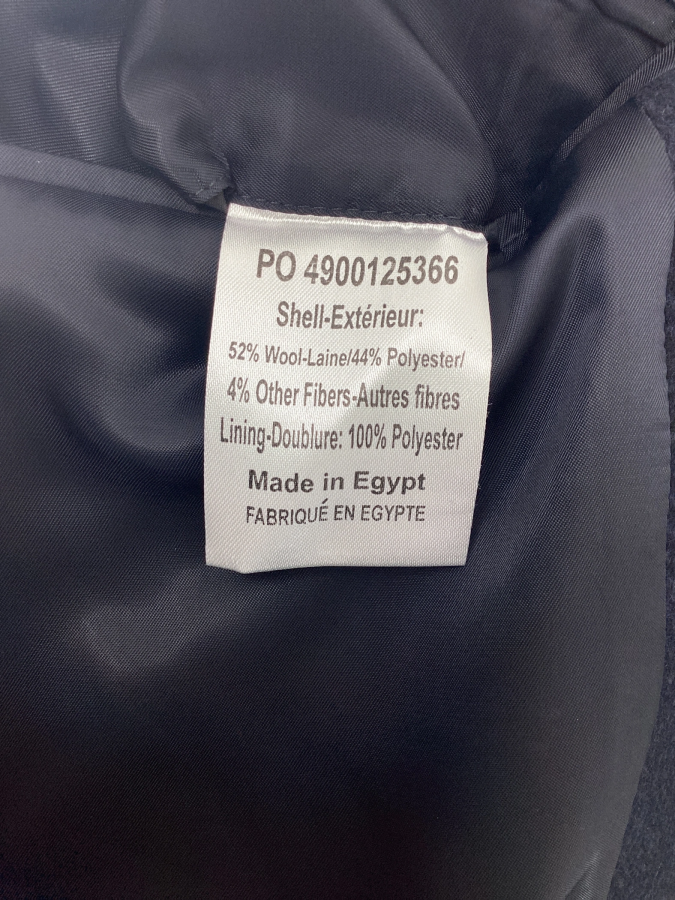 PO 4900125366
Shell-Extérieur:
52% Wool-Laine/44% Polyester/
4% Other Fibers-Autres fibres
Lining-Doublure: 100% Polyester
Made in Egypt
FABRIQUÉ EN EGYPTE